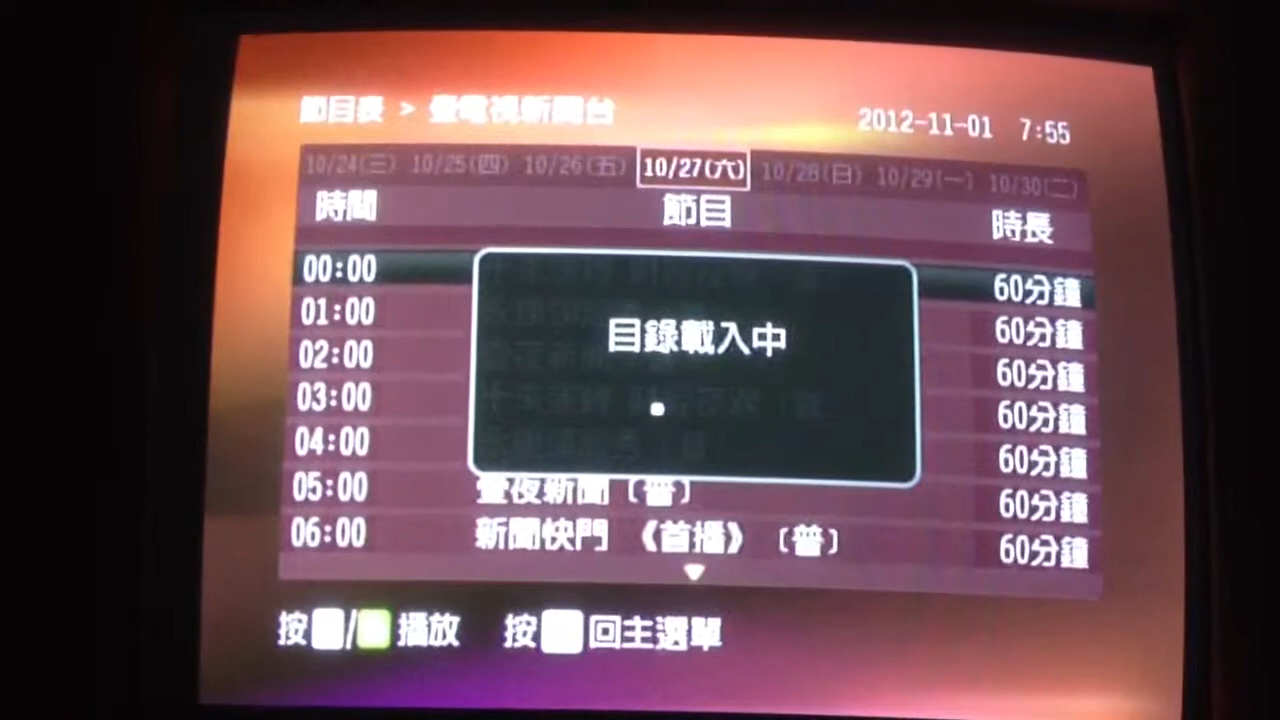 節目表 > 壹電視新聞台
2012-11-01 7:55
10/24(三) 10/25(四) 10/26(五) 10/27(六) 10/28(日) 10/29(一) 10/30(二)
時間 節目 時長
00:00 60分鐘
01:00 60分鐘
02:00 60分鐘
03:00 60分鐘
04:00 60分鐘
05:00 壹夜新聞〔普〕 60分鐘
06:00 新聞快門 《首播》〔普〕 60分鐘
目錄載入中
按 / 播放 按 回主選單